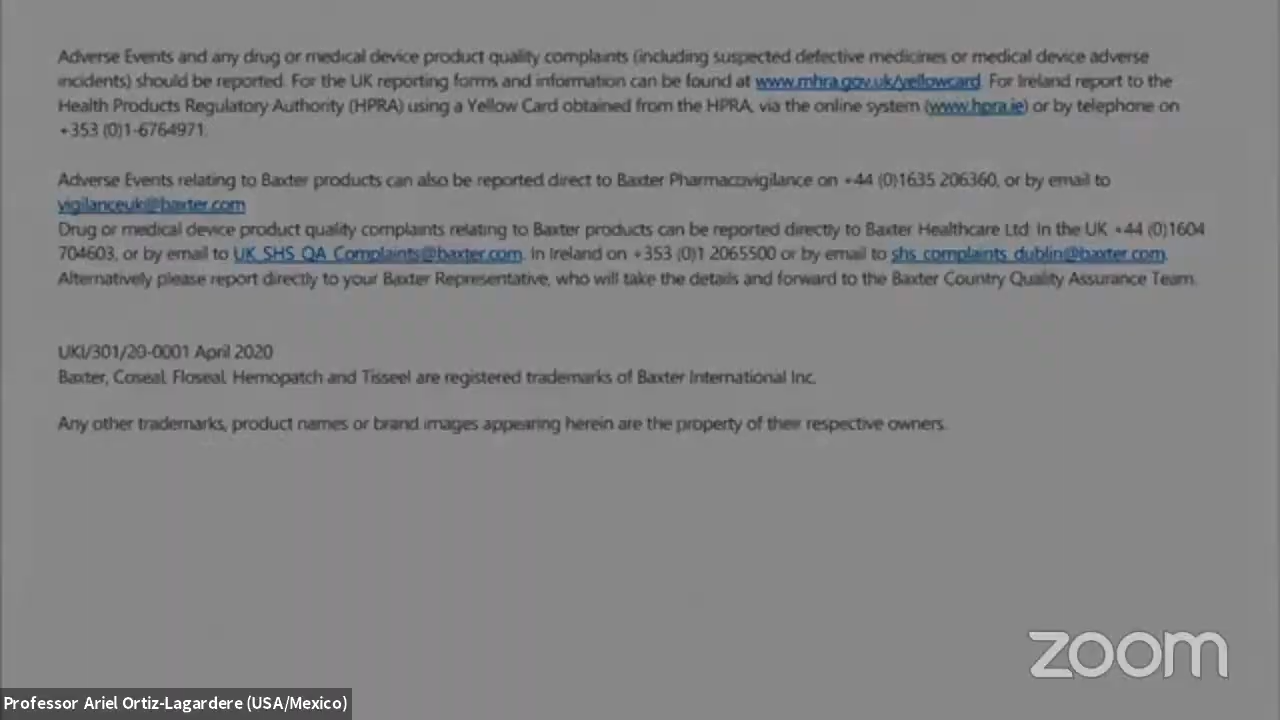 Adverse Events and any drug or medical device product quality complaints (including suspected defective medicines or medical device adverse
incidents) should be reported. For the UK reporting forms and information can be found at www.mhra.gov.uk/yellowcard. For Ireland report to the
Health Products Regulatory Authority (HPRA) using a Yellow Card obtained from the HPRA, via the online system (www.hpra.ie) or by telephone on
+353 (0)1-6764971.
Adverse Events relating to Baxter products can also be reported direct to Baxter Pharmacovigilance on +44 (0)1635 206360, or by email to
vigilanceuk@baxter.com
Drug or medical device product quality complaints relating to Baxter products can be reported directly to Baxter Healthcare Ltd: In the UK +44 (0)1604
704603, or by email to UK_SHS_QA_Complaints@baxter.com. In Ireland on +353 (0)1 2065500 or by email to shs_complaints_dublin@baxter.com.
Alternatively please report directly to your Baxter Representative, who will take the details and forward to the Baxter Country Quality Assurance Team.
UKI/301/20-0001 April 2020
Baxter, Coseal, Floseal, Hemopatch and Tisseel are registered trademarks of Baxter International Inc.
Any other trademarks, product names or brand images appearing herein are the property of their respective owners.
zoom
Professor Ariel Ortiz-Lagardere (USA/Mexico)